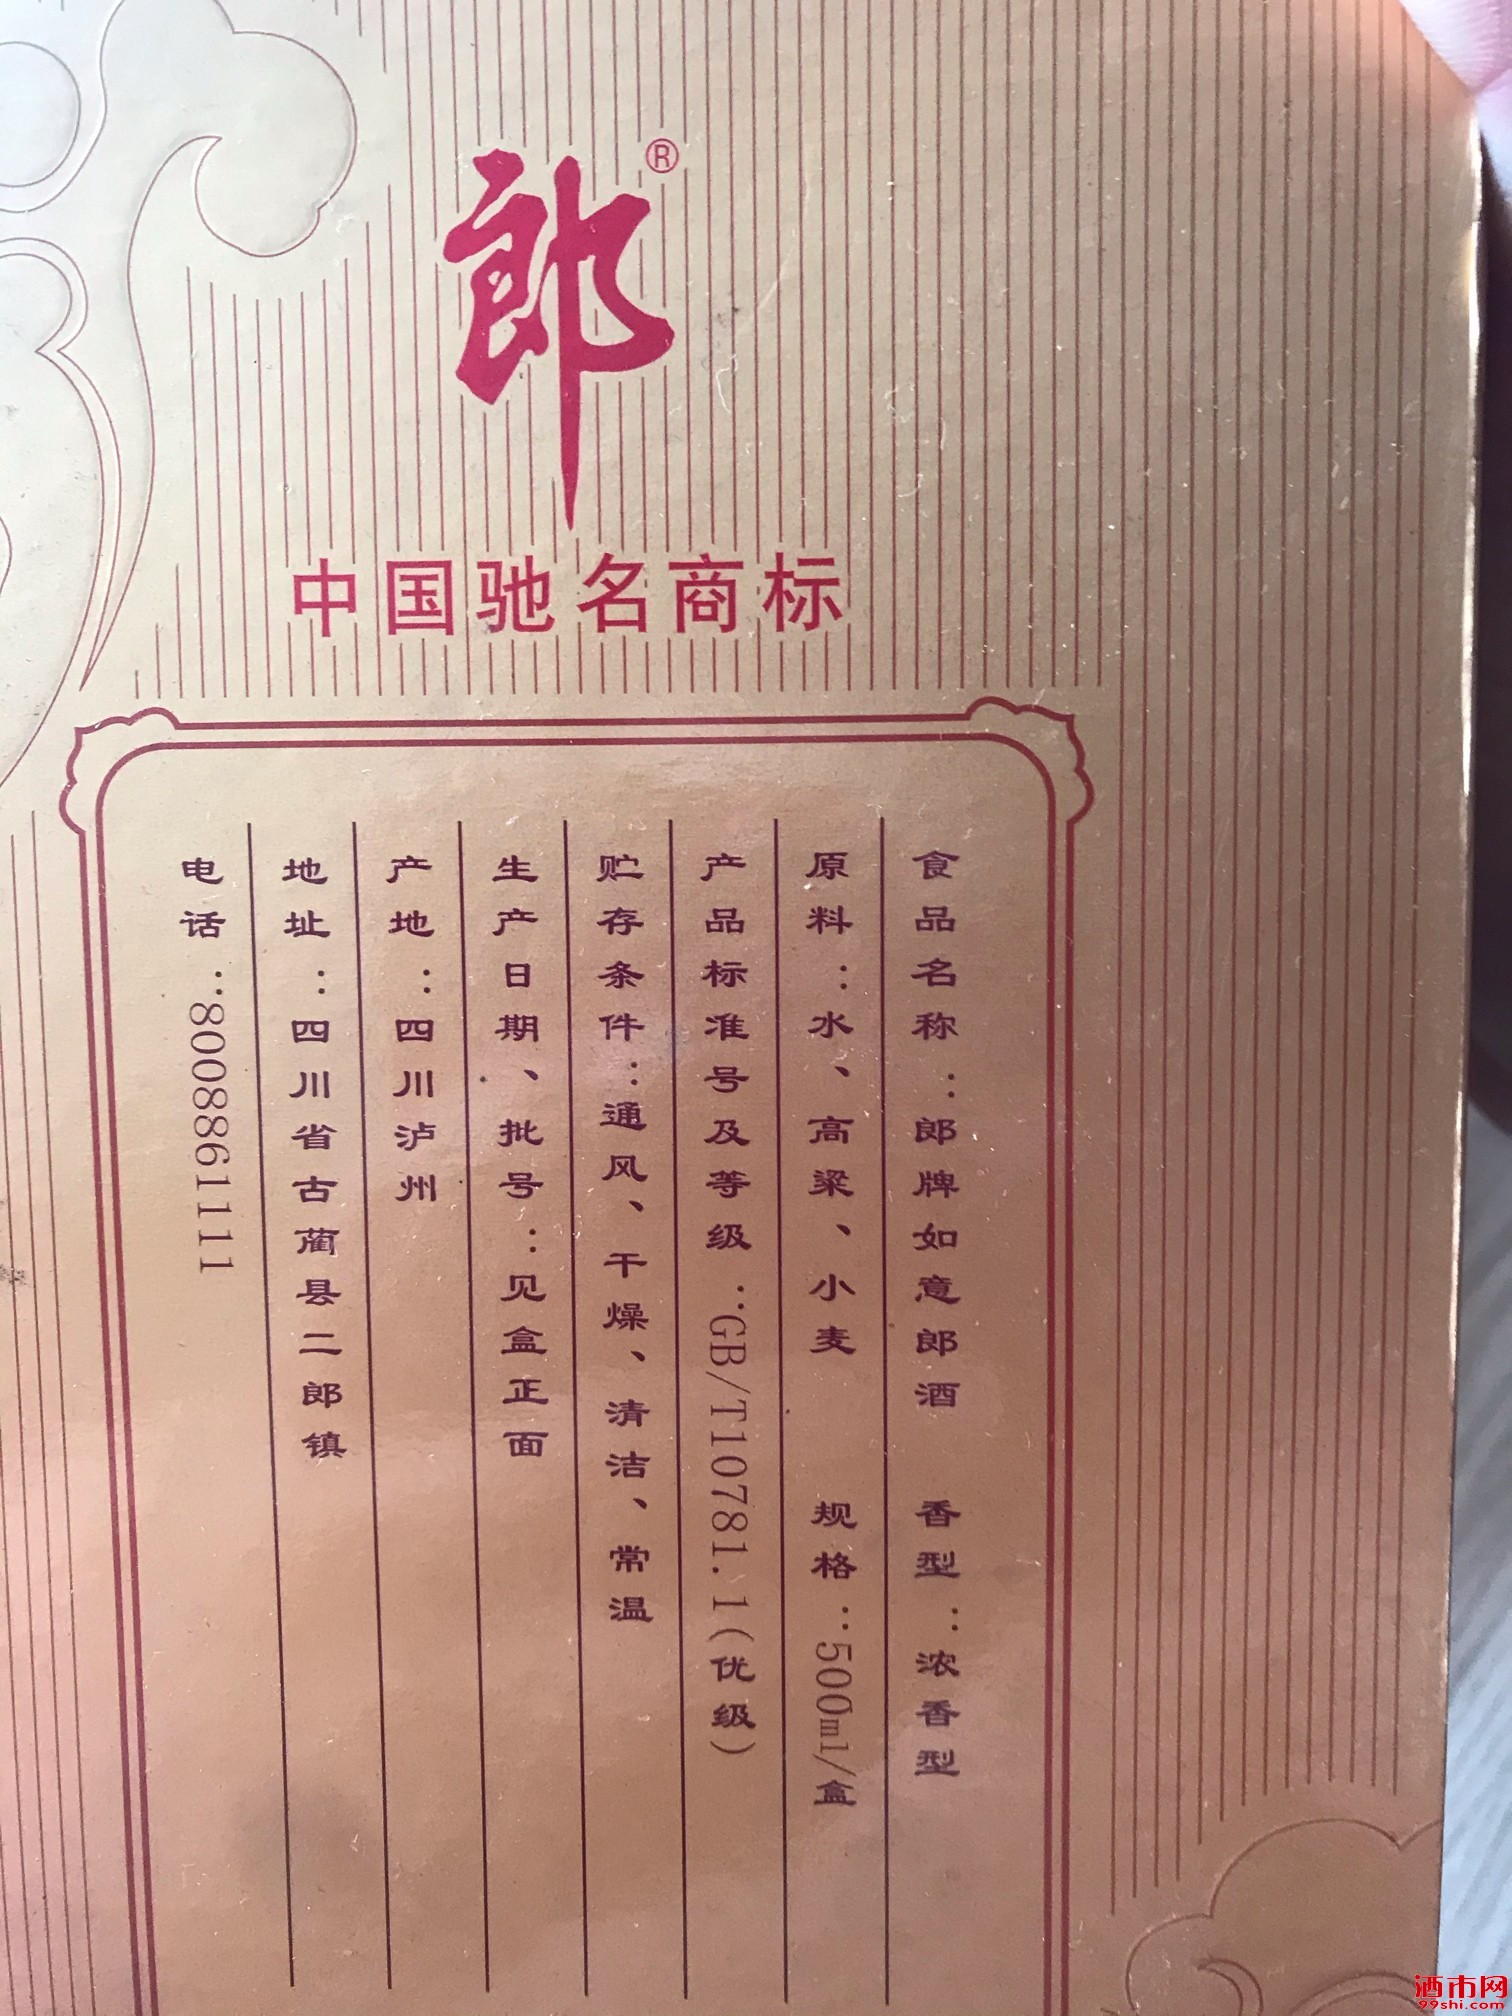 郎®
中国驰名商标
食品名称：郎牌如意郎酒 香型：浓香型
原料：水、高粱、小麦 规格：500ml/盒
产品标准号及等级：GB/T10781.1(优级)
贮存条件：通风、干燥、清洁、常温
生产日期、批号：见盒正面
产地：四川泸州
地址：四川省古蔺县二郎镇
电话：8008861111
酒市网
99shi.com